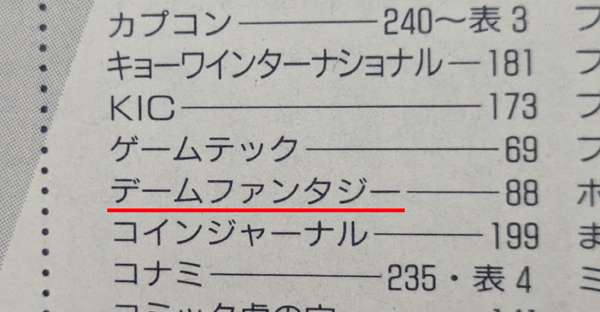 カプコン 240〜表3
キョーワインターナショナル 181
KIC 173
ゲームテック 69
デームファンタジー 88
コインジャーナル 199
コナミ 235・表4